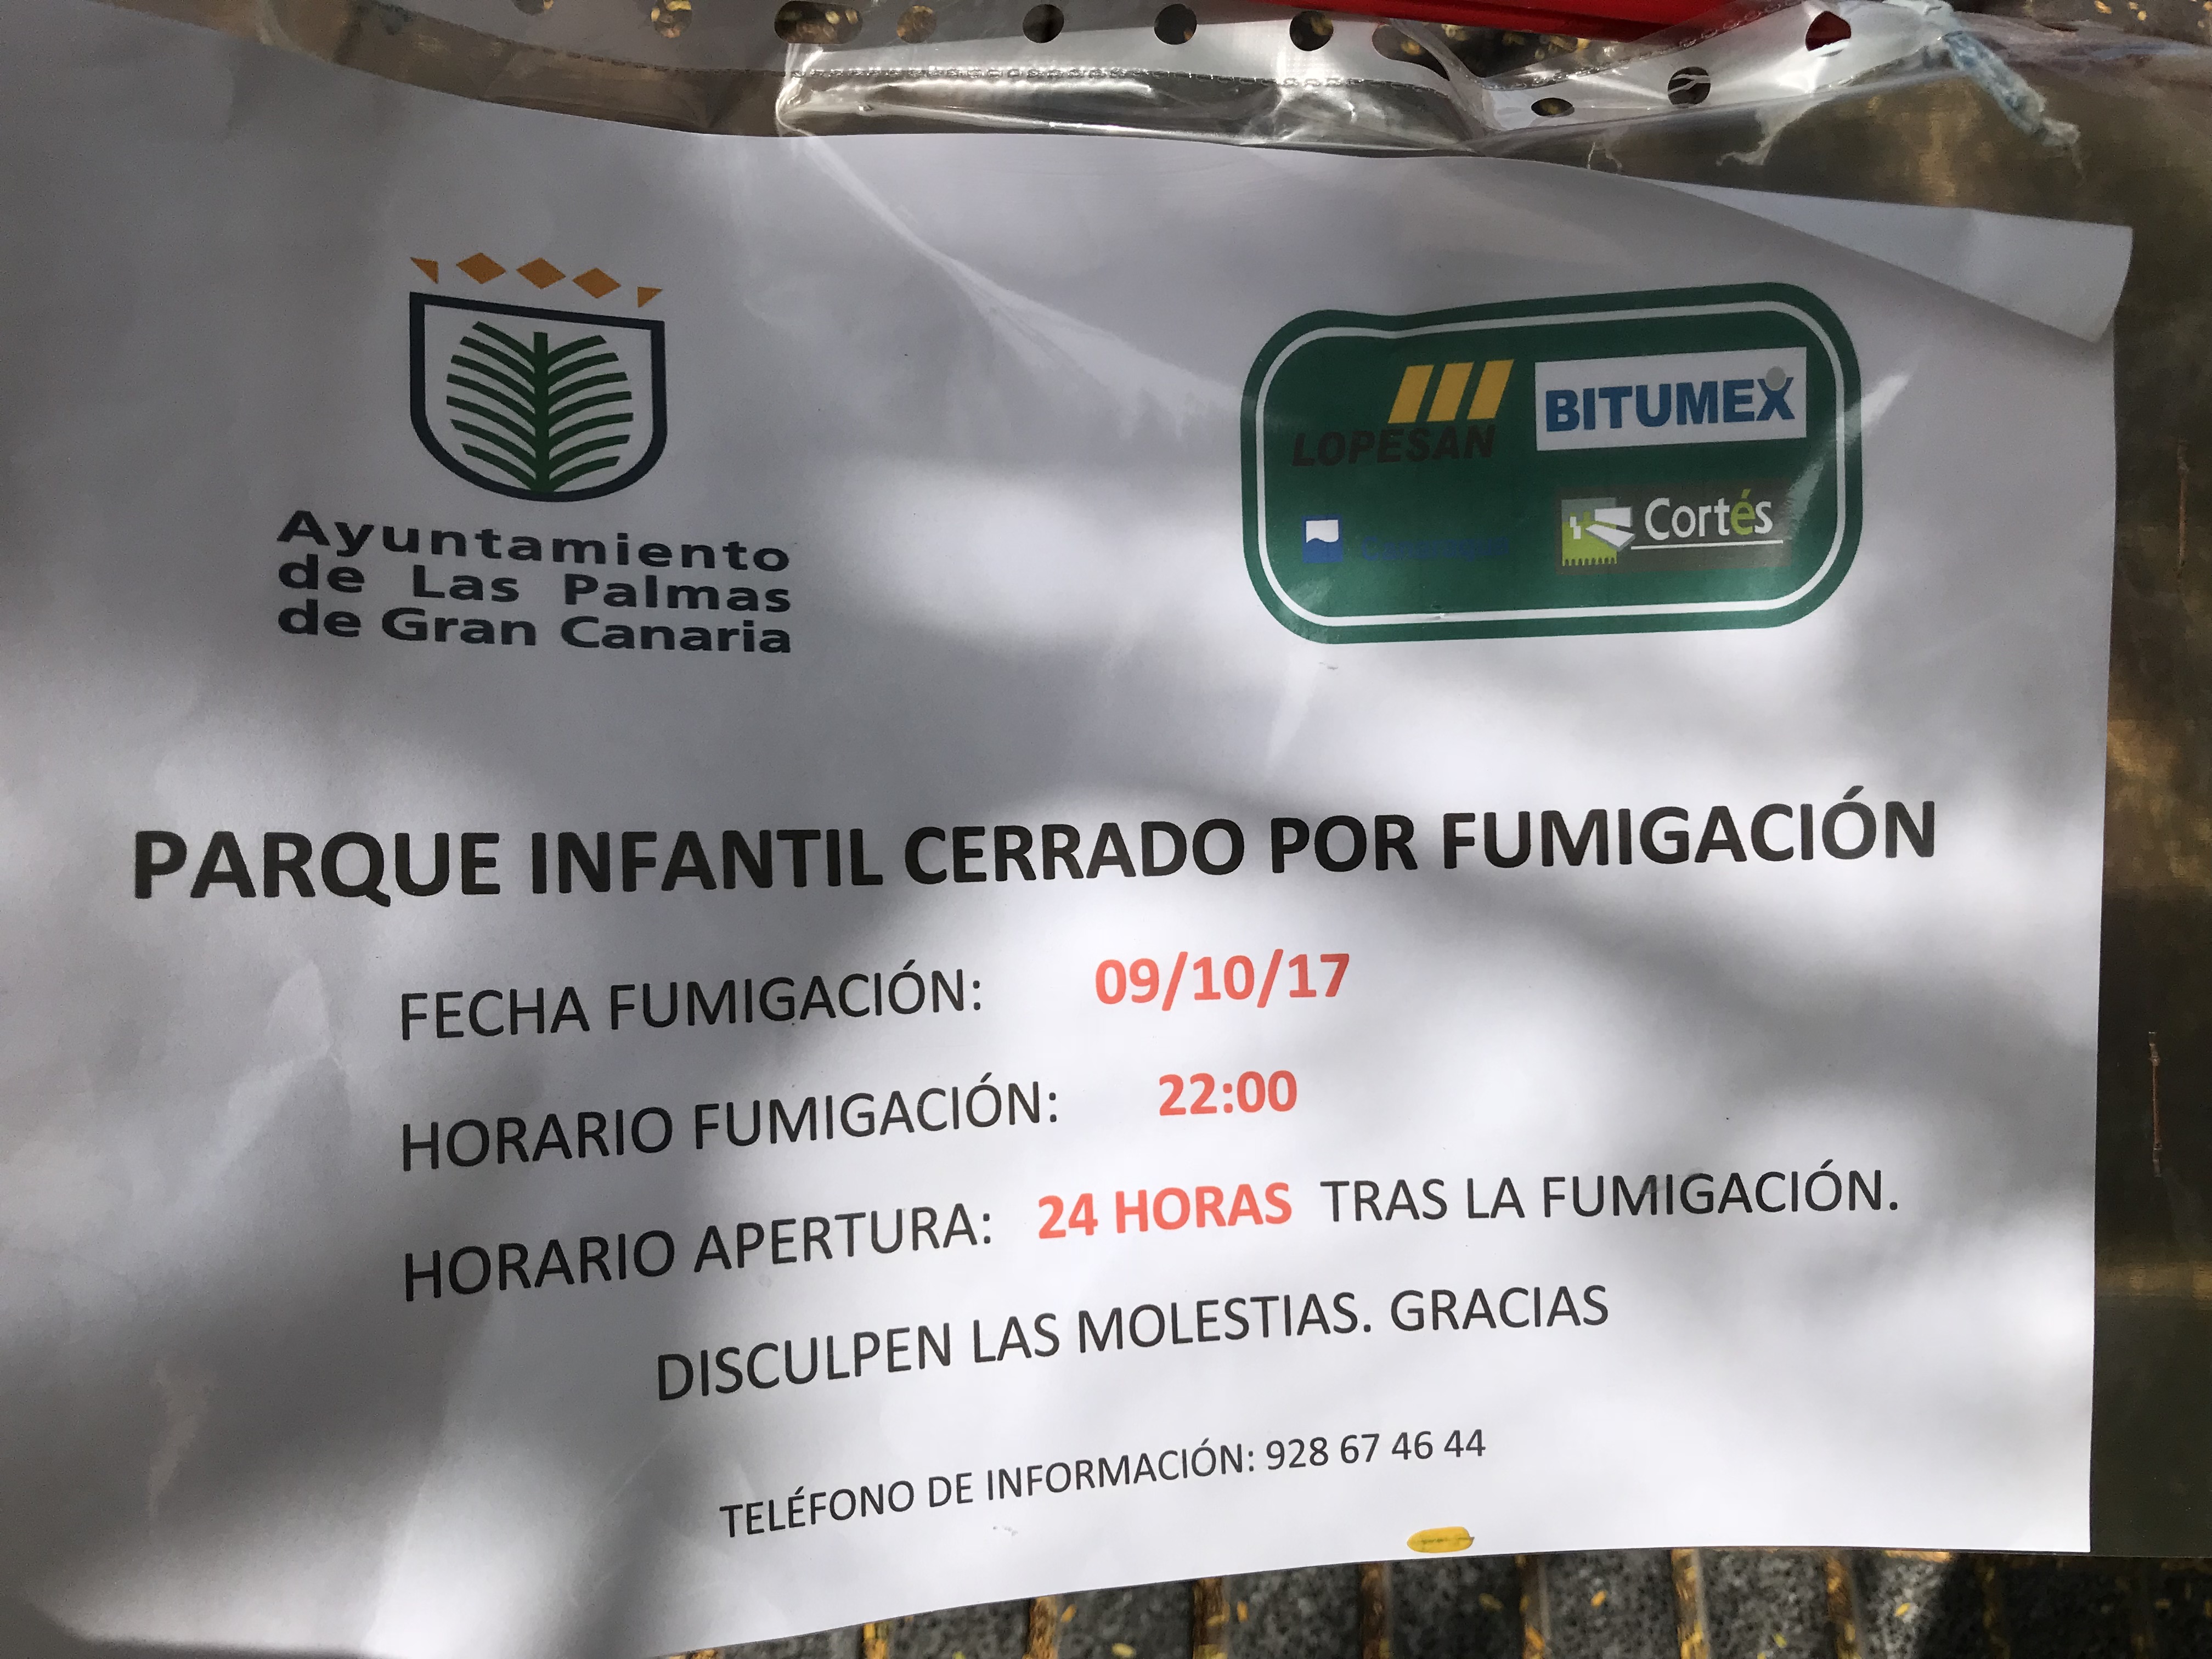 Ayuntamiento
de Las Palmas
de Gran Canaria
LOPESAN
BITUMEX
Cortés
PARQUE INFANTIL CERRADO POR FUMIGACIÓN
FECHA FUMIGACIÓN: 09/10/17
HORARIO FUMIGACIÓN: 22:00
HORARIO APERTURA: 24 HORAS TRAS LA FUMIGACIÓN.
DISCULPEN LAS MOLESTIAS. GRACIAS
TELÉFONO DE INFORMACIÓN: 928 67 46 44